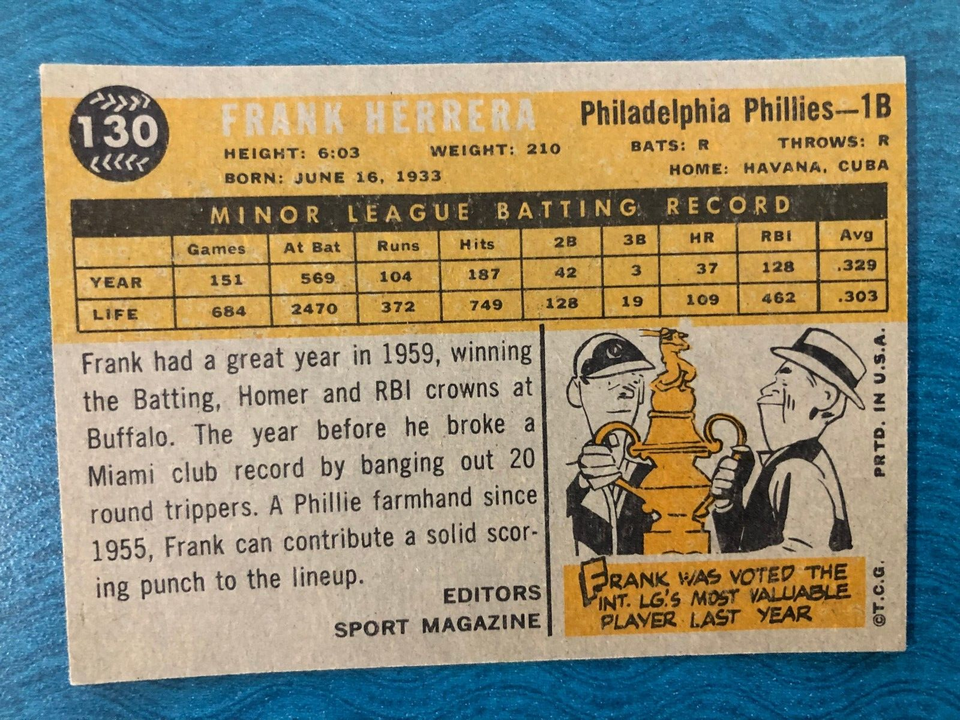 130
FRANK HERRERA
Philadelphia Phillies—1B
HEIGHT: 6:03 WEIGHT: 210 BATS: R THROWS: R
BORN: JUNE 16, 1933 HOME: HAVANA, CUBA
MINOR LEAGUE BATTING RECORD
Games At Bat Runs Hits 2B 3B HR RBI Avg
YEAR 151 569 104 187 42 3 37 128 .329
LIFE 684 2470 372 749 128 19 109 462 .303
Frank had a great year in 1959, winning
the Batting, Homer and RBI crowns at
Buffalo. The year before he broke a
Miami club record by banging out 20
round trippers. A Phillie farmhand since
1955, Frank can contribute a solid scor-
ing punch to the lineup.
EDITORS
SPORT MAGAZINE
FRANK WAS VOTED THE
INT. LG.'S MOST VALUABLE
PLAYER LAST YEAR
©T.C.G. PRTD. IN U.S.A.